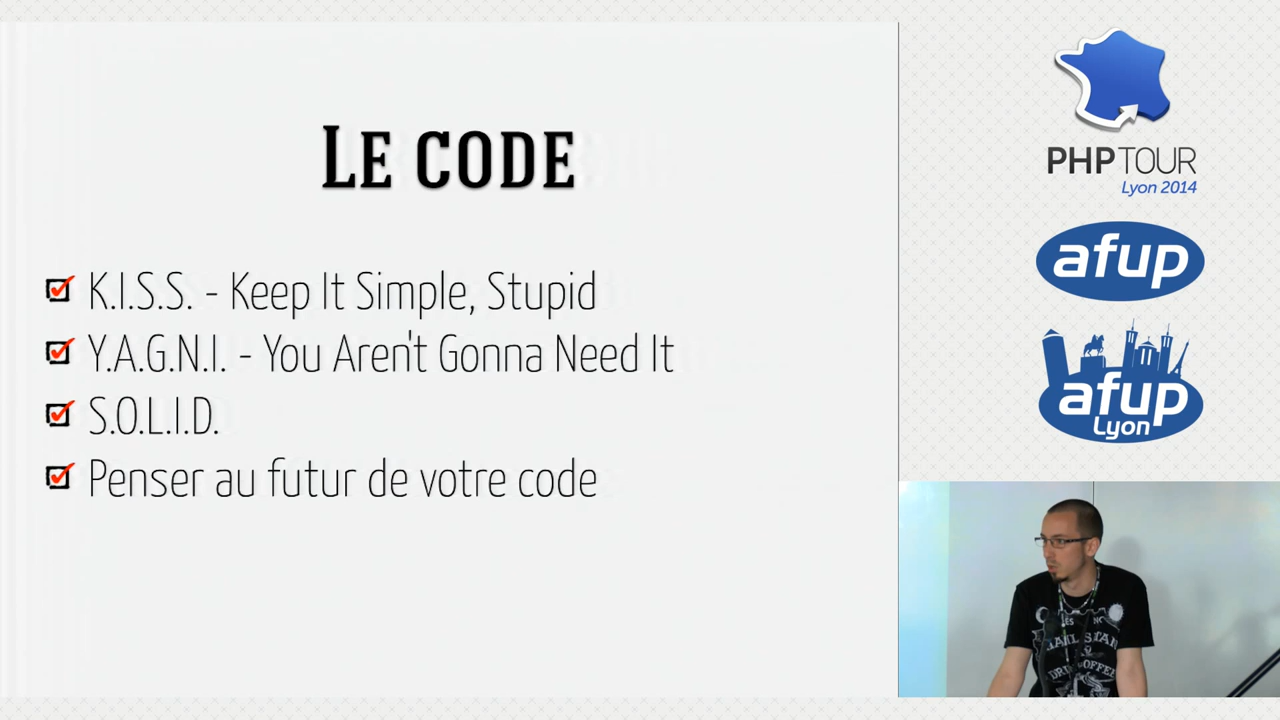 Le code
K.I.S.S. - Keep It Simple, Stupid
Y.A.G.N.I. - You Aren't Gonna Need It
S.O.L.I.D.
Penser au futur de votre code
PHP TOUR
Lyon 2014
afup
afup
Lyon